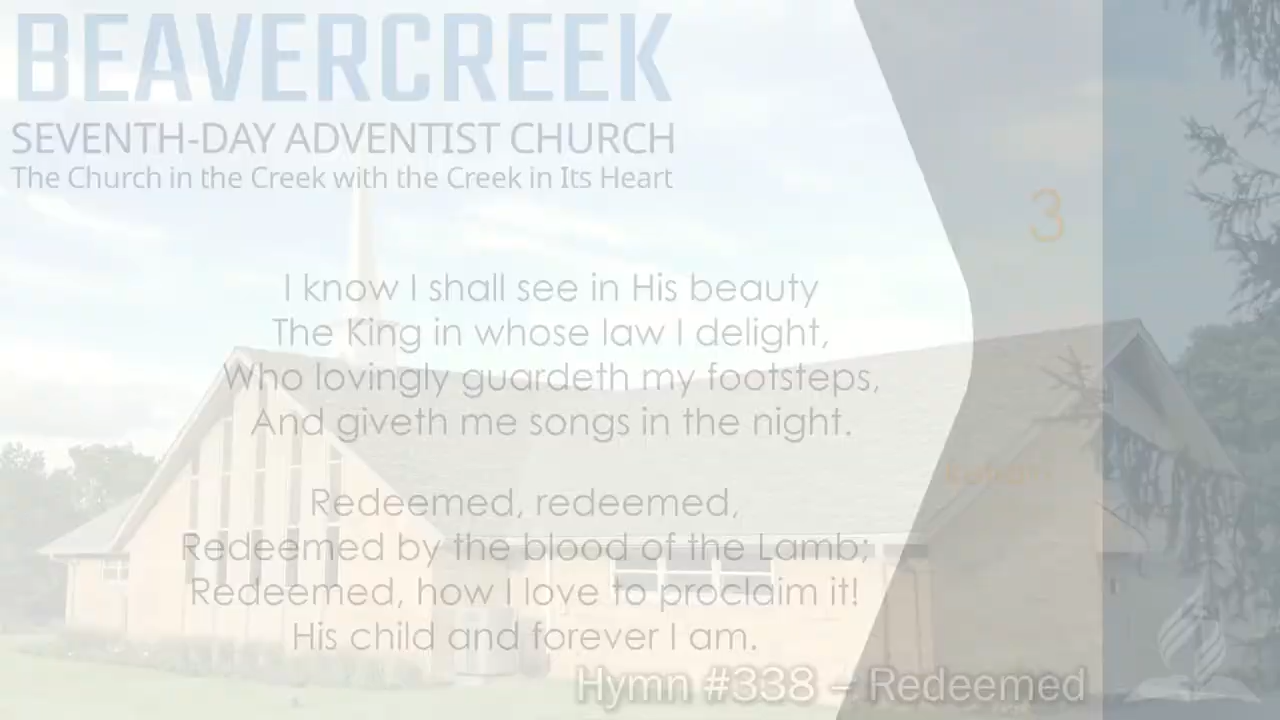 BEAVERCREEK
SEVENTH-DAY ADVENTIST CHURCH
The Church in the Creek with the Creek in Its Heart
3
I know I shall see in His beauty
The King in whose law I delight,
Who lovingly guardeth my footsteps,
And giveth me songs in the night.
Redeemed, redeemed,
Redeemed by the blood of the Lamb;
Redeemed, how I love to proclaim it!
His child and forever I am.
Hymn #338 – Redeemed